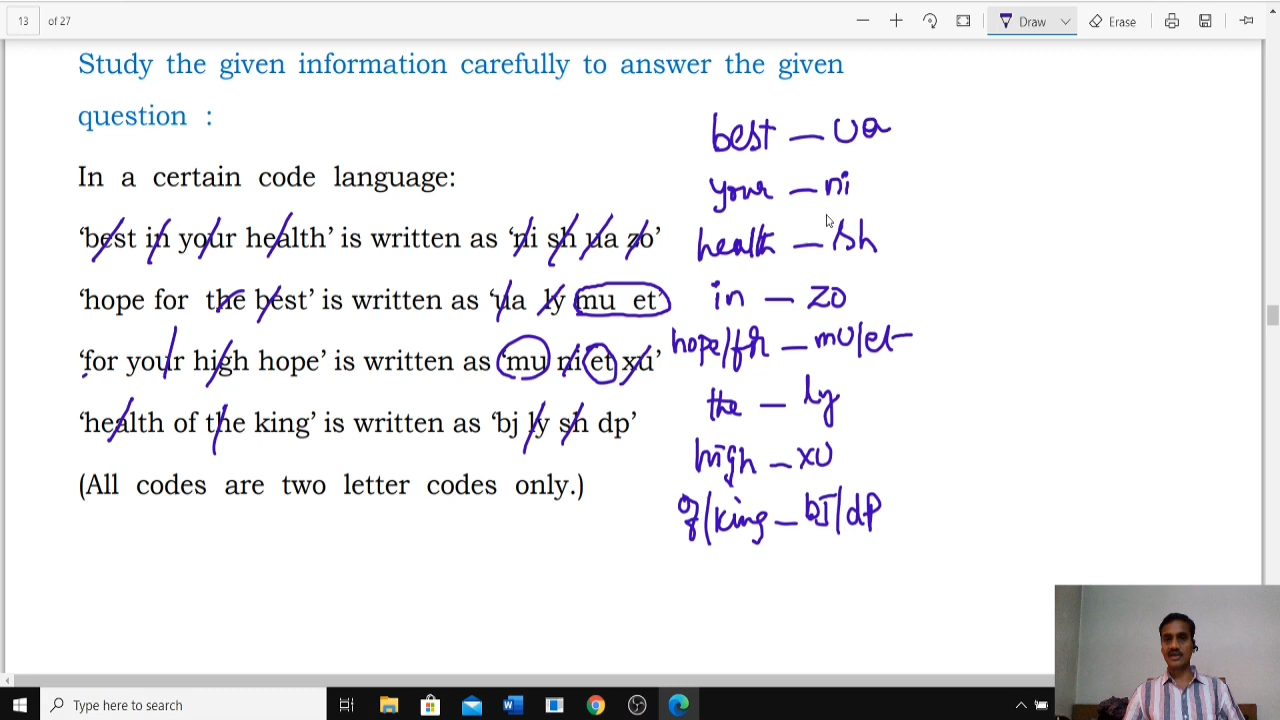 13 of 27
Draw
Erase
Study the given information carefully to answer the given
question :
In a certain code language:
‘best in your health’ is written as ‘ni sh ua zo’
‘hope for the best’ is written as ‘ua ly mu et’
‘for your high hope’ is written as ‘mu ni et xu’
‘health of the king’ is written as ‘bj ly sh dp’
(All codes are two letter codes only.)
best — ua
your — ni
health — sh
in — zo
hope/for — mu/et
the — ly
high — xu
of/king — bj/dp
Type here to search